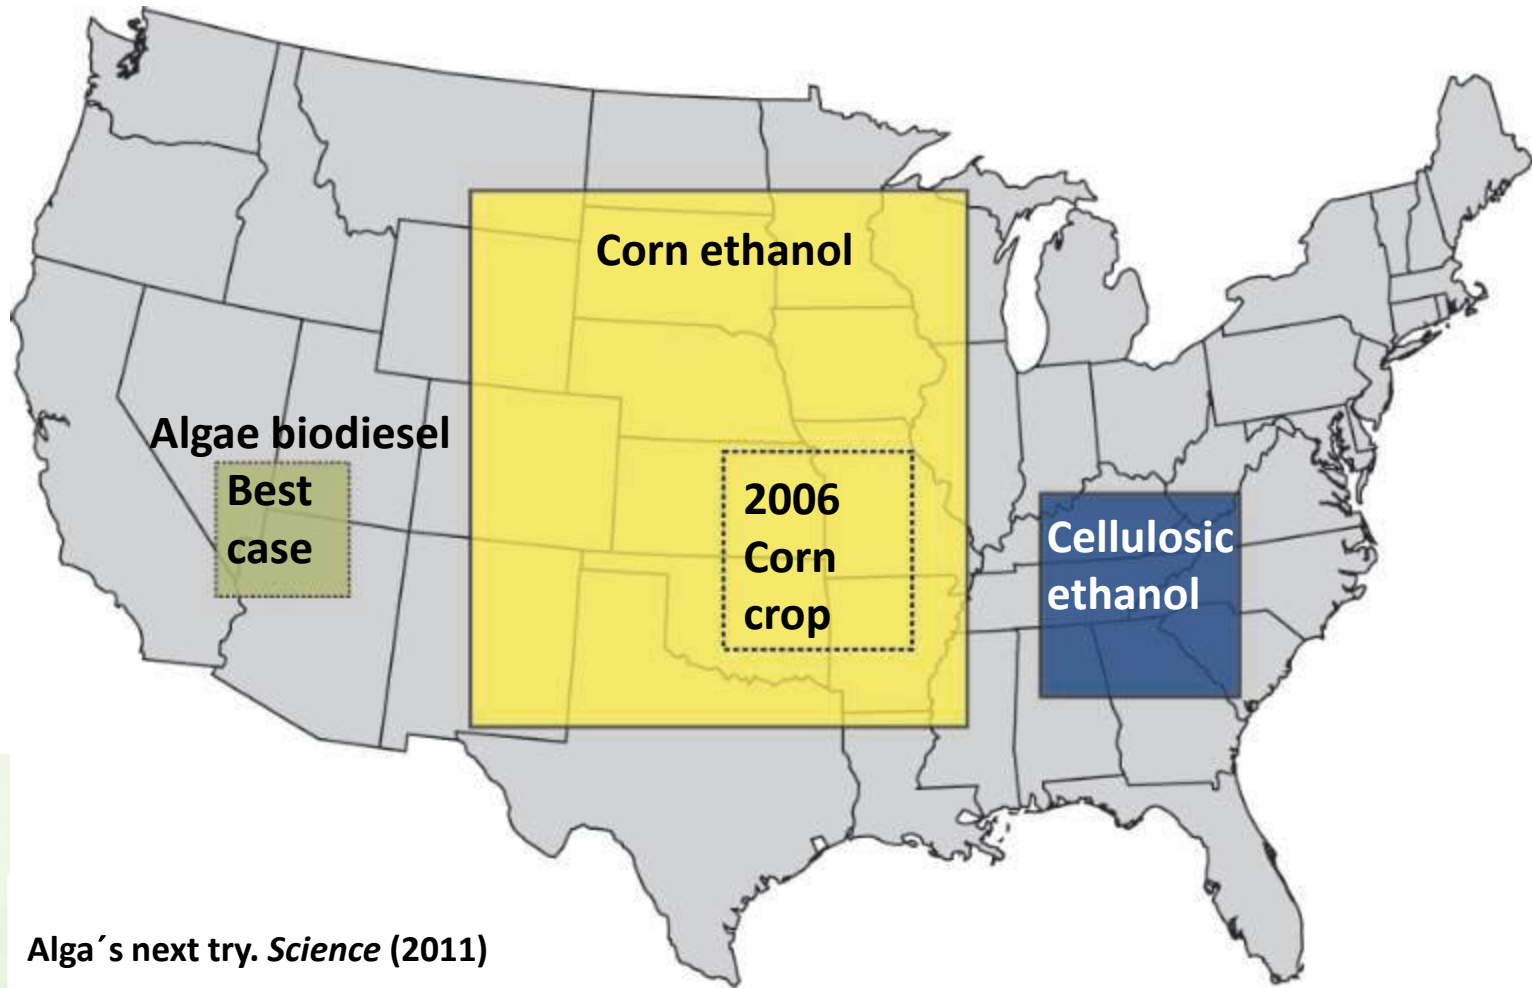 Corn ethanol
Algae biodiesel
Best
case
2006
Corn
crop
Cellulosic
ethanol
Alga´s next try. Science (2011)